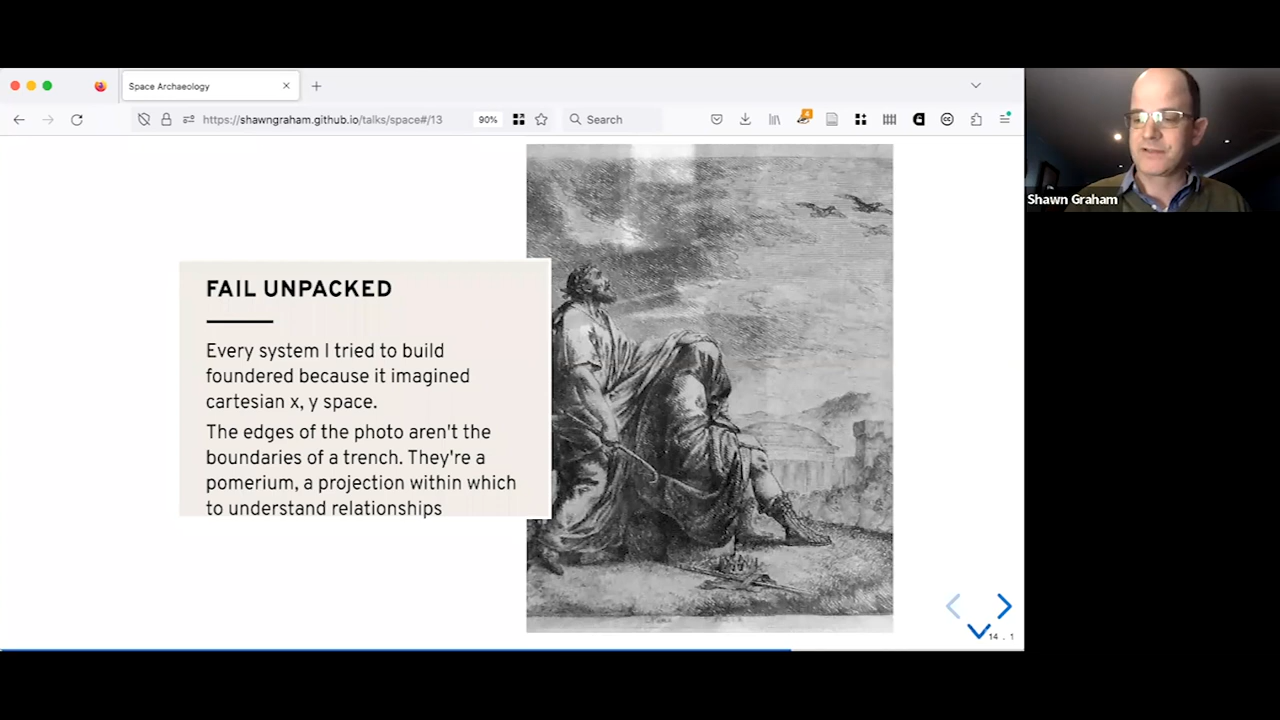 Space Archaeology
https://shawngraham.github.io/talks/space#/13
90%
Search
4
Shawn Graham
FAIL UNPACKED
Every system I tried to build
foundered because it imagined
cartesian x, y space.
The edges of the photo aren't the
boundaries of a trench. They're a
pomerium, a projection within which
to understand relationships
14 . 1